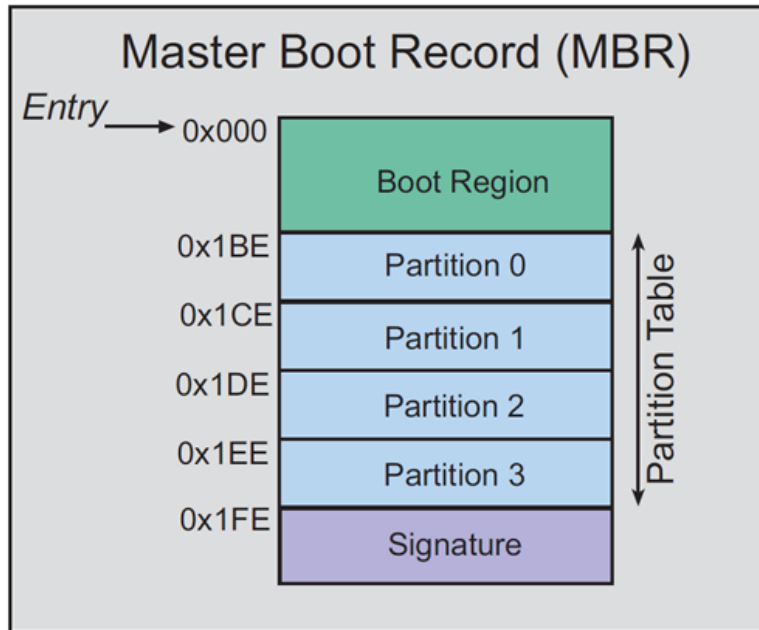 Master Boot Record (MBR)
Entry
0x000
Boot Region
0x1BE
Partition 0
0x1CE
Partition 1
0x1DE
Partition 2
0x1EE
Partition 3
0x1FE
Signature
Partition Table